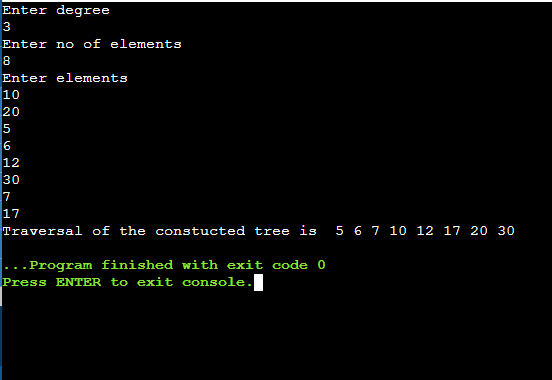 Enter degree
3
Enter no of elements
8
Enter elements
10
20
5
6
12
30
7
17
Traversal of the constucted tree is  5 6 7 10 12 17 20 30
...Program finished with exit code 0
Press ENTER to exit console.